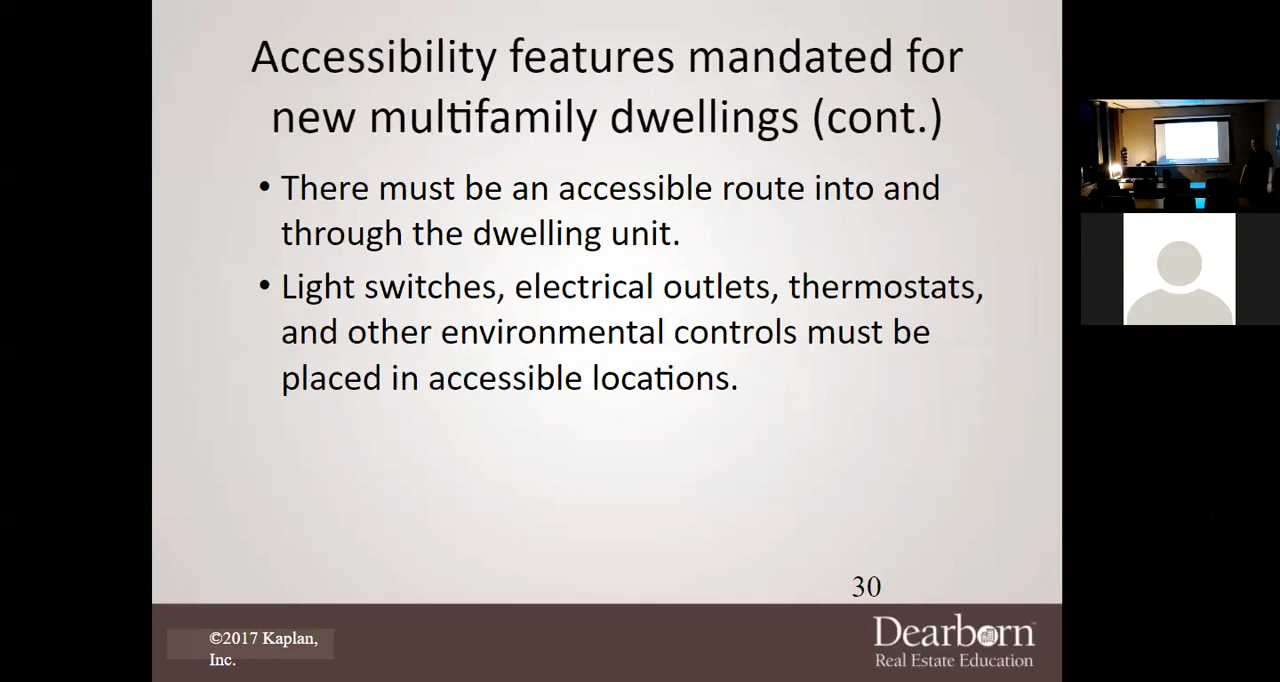 Accessibility features mandated for
new multifamily dwellings (cont.)
• There must be an accessible route into and
through the dwelling unit.
• Light switches, electrical outlets, thermostats,
and other environmental controls must be
placed in accessible locations.
30
©2017 Kaplan,
Inc.
Dearborn™
Real Estate Education